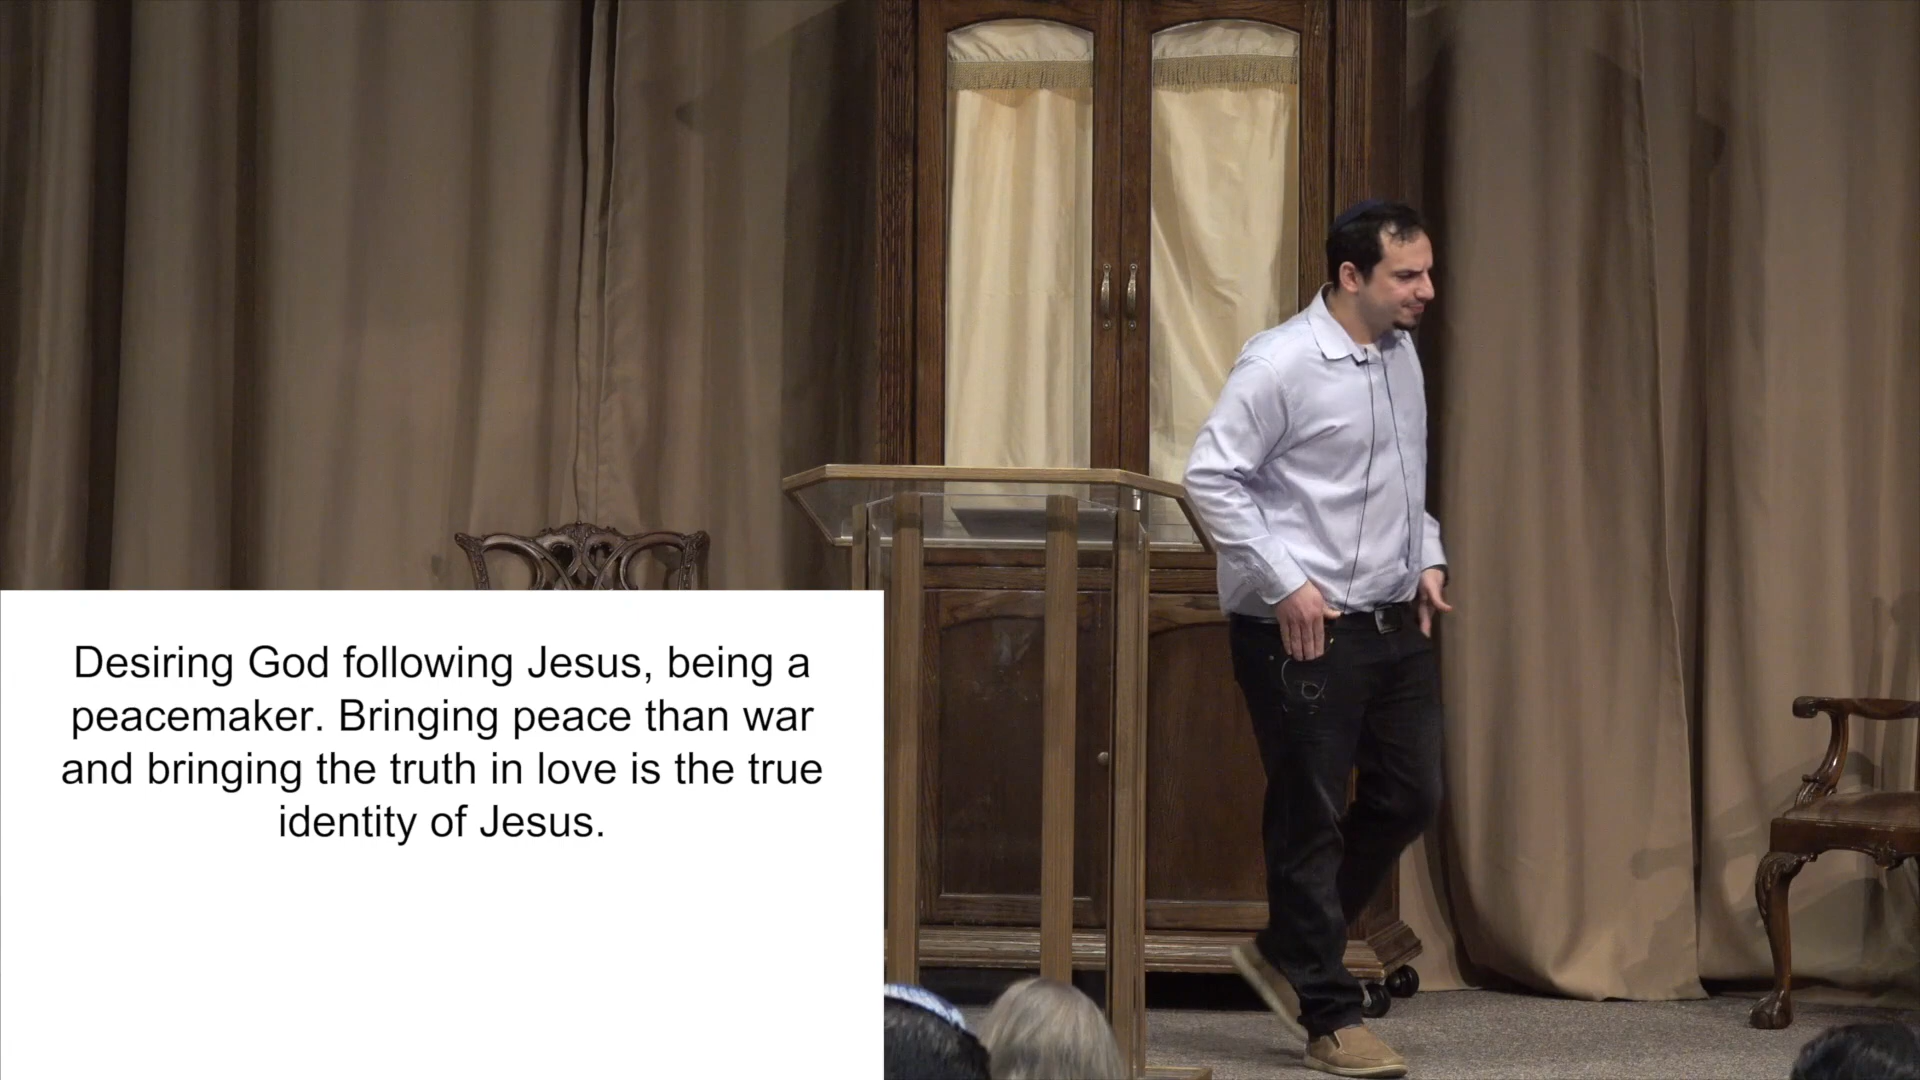 Desiring God following Jesus, being a
peacemaker. Bringing peace than war
and bringing the truth in love is the true
identity of Jesus.